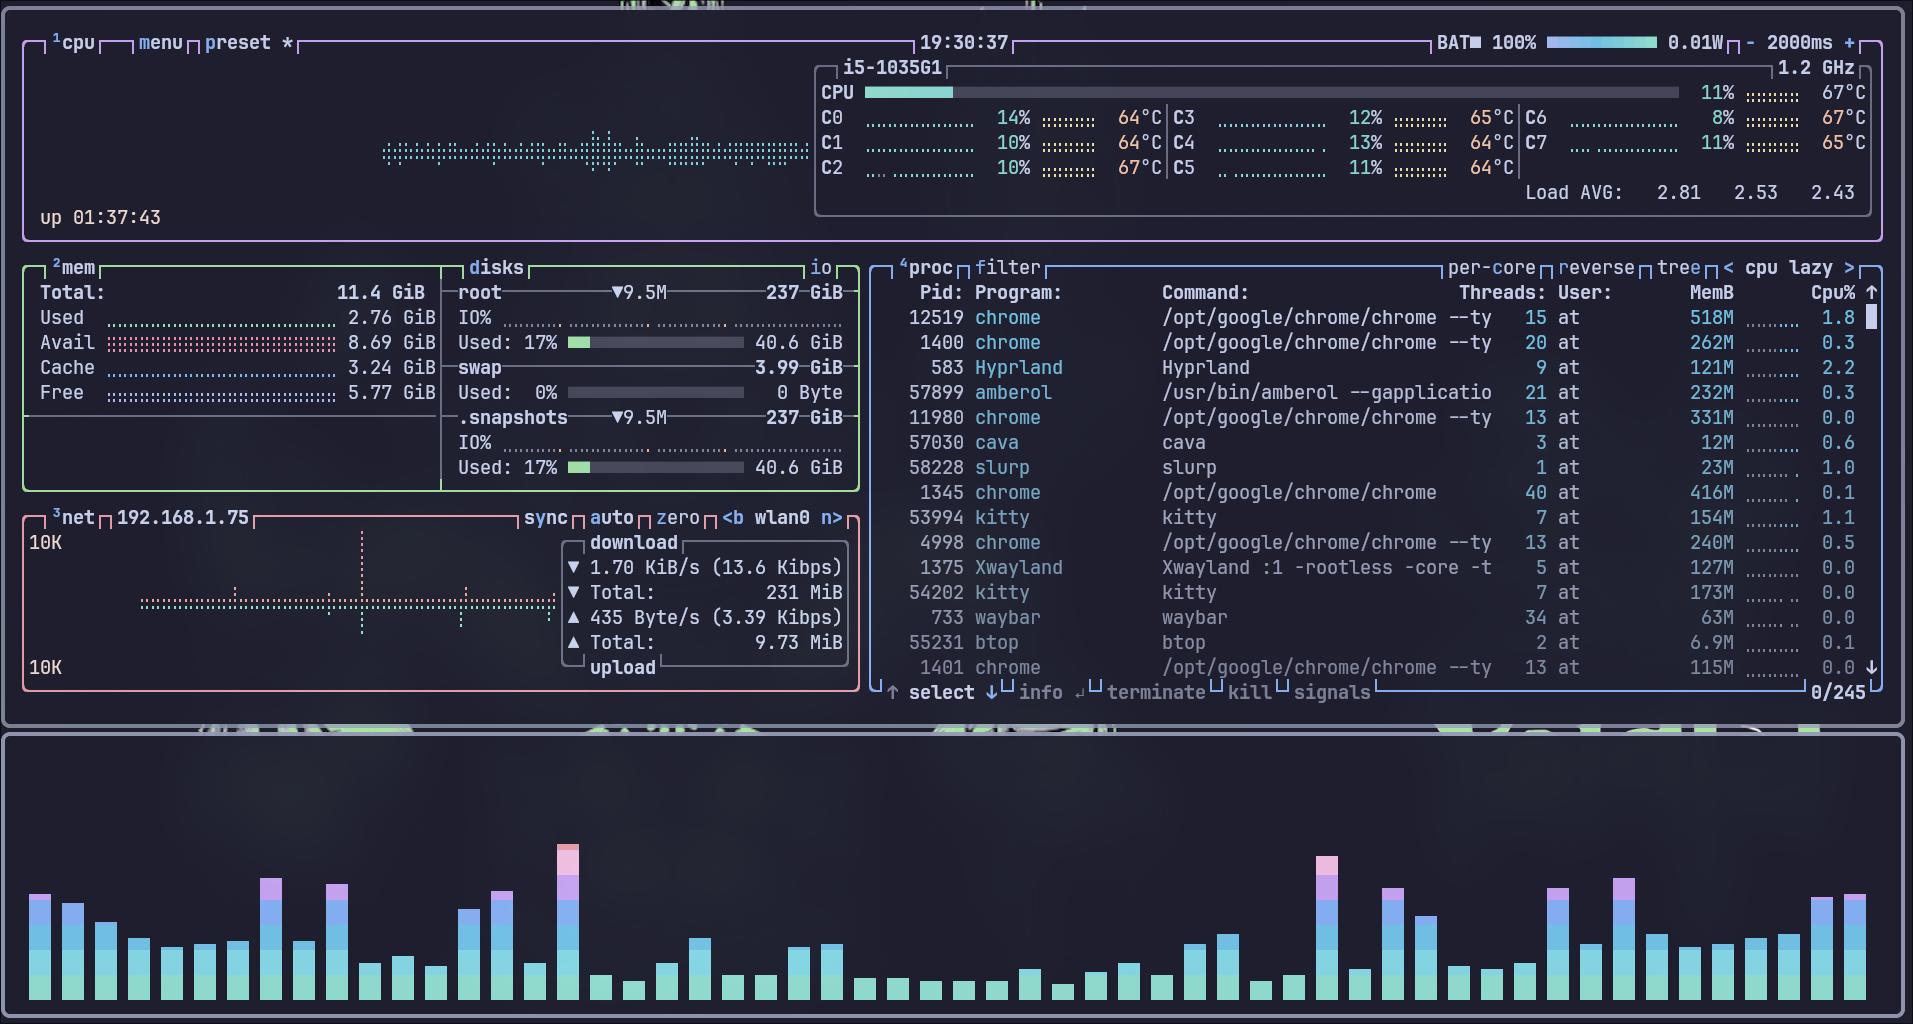 1cpu menu preset * 19:30:37 BAT■ 100% 0.01W - 2000ms +
i5-1035G1 1.2 GHz
CPU 11% 67°C
C0 14% 64°C C3 12% 65°C C6 8% 67°C
C1 10% 64°C C4 13% 64°C C7 11% 65°C
C2 10% 67°C C5 11% 64°C
Load AVG: 2.81 2.53 2.43
up 01:37:43
2mem
Total: 11.4 GiB
Used 2.76 GiB
Avail 8.69 GiB
Cache 3.24 GiB
Free 5.77 GiB
disks io
root ▼9.5M 237 GiB
IO%
Used: 17% 40.6 GiB
swap 3.99 GiB
Used: 0% 0 Byte
.snapshots ▼9.5M 237 GiB
IO%
Used: 17% 40.6 GiB
3net 192.168.1.75 sync auto zero <b wlan0 n>
10K
download
▼ 1.70 KiB/s (13.6 Kibps)
▼ Total: 231 MiB
▲ 435 Byte/s (3.39 Kibps)
▲ Total: 9.73 MiB
upload
10K
4proc filter per-core reverse tree < cpu lazy >
Pid: Program: Command: Threads: User: MemB Cpu% ↑
12519 chrome /opt/google/chrome/chrome --ty 15 at 518M 1.8
1400 chrome /opt/google/chrome/chrome --ty 20 at 262M 0.3
583 Hyprland Hyprland 9 at 121M 2.2
57899 amberol /usr/bin/amberol --gapplicatio 21 at 232M 0.3
11980 chrome /opt/google/chrome/chrome --ty 13 at 331M 0.0
57030 cava cava 3 at 12M 0.6
58228 slurp slurp 1 at 23M 1.0
1345 chrome /opt/google/chrome/chrome 40 at 416M 0.1
53994 kitty kitty 7 at 154M 1.1
4998 chrome /opt/google/chrome/chrome --ty 13 at 240M 0.5
1375 Xwayland Xwayland :1 -rootless -core -t 5 at 127M 0.0
54202 kitty kitty 7 at 173M 0.0
733 waybar waybar 34 at 63M 0.0
55231 btop btop 2 at 6.9M 0.1
1401 chrome /opt/google/chrome/chrome --ty 13 at 115M 0.0 ↓
↑ select ↓ info ↵ terminate kill signals 0/245